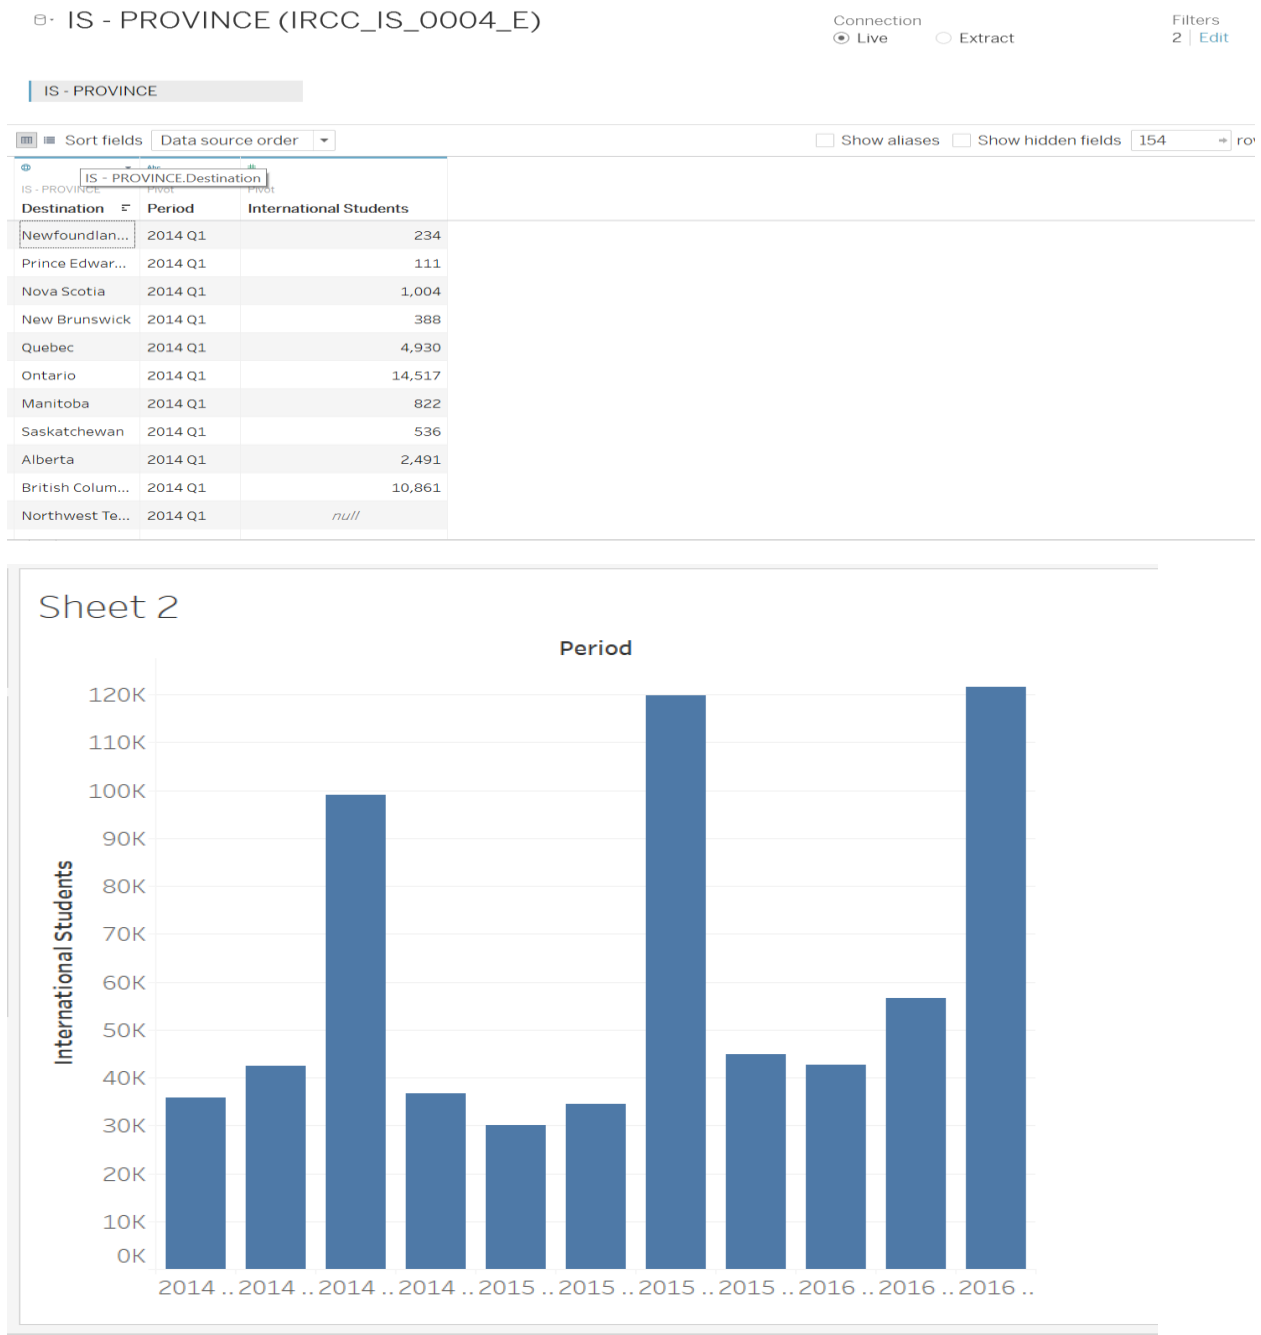 IS - PROVINCE (IRCC_IS_0004_E)
Connection
Live Extract
Filters
2 | Edit
IS - PROVINCE
Sort fields Data source order
Show aliases Show hidden fields 154
IS - PROVINCE.Destination
IS - PROVINCE Pivot Pivot
Destination Period International Students
Newfoundlan... 2014 Q1 234
Prince Edwar... 2014 Q1 111
Nova Scotia 2014 Q1 1,004
New Brunswick 2014 Q1 388
Quebec 2014 Q1 4,930
Ontario 2014 Q1 14,517
Manitoba 2014 Q1 822
Saskatchewan 2014 Q1 536
Alberta 2014 Q1 2,491
British Colum... 2014 Q1 10,861
Northwest Te... 2014 Q1 null
Sheet 2
Period
International Students
120K
110K
100K
90K
80K
70K
60K
50K
40K
30K
20K
10K
0K
2014 .. 2014 .. 2014 .. 2014 .. 2015 .. 2015 .. 2015 .. 2015 .. 2016 .. 2016 .. 2016 ..